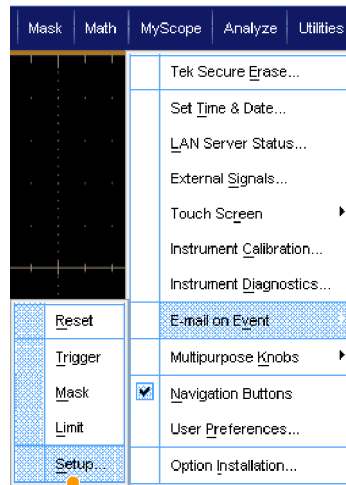 Mask Math MyScope Analyze Utilities
Tek Secure Erase...
Set Time & Date...
LAN Server Status...
External Signals...
Touch Screen
Instrument Calibration...
Instrument Diagnostics...
E-mail on Event
Multipurpose Knobs
Navigation Buttons
User Preferences...
Option Installation...
Reset
Trigger
Mask
Limit
Setup...